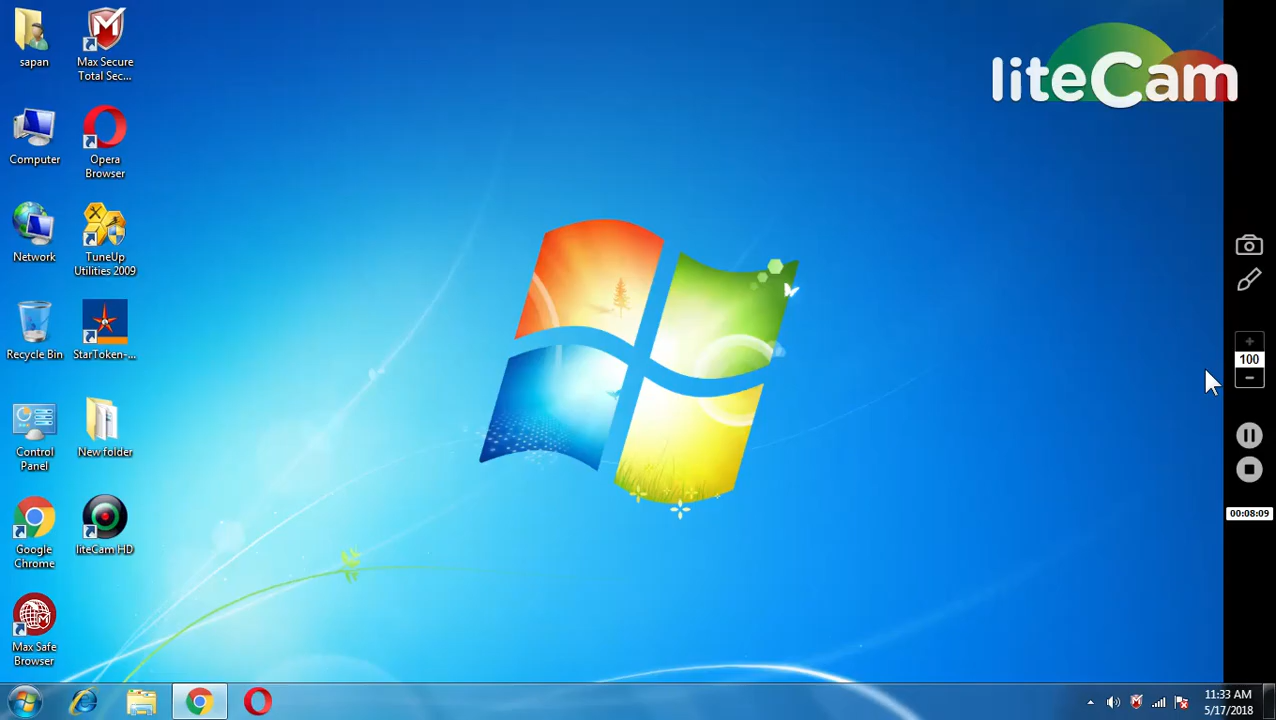 sapan
Max Secure
Total Sec...
liteCam
Computer
Opera
Browser
Network
TuneUp
Utilities 2009
Recycle Bin
StarToken-...
100
Control
Panel
New folder
Google
Chrome
liteCam HD
00:08:09
Max Safe
Browser
11:33 AM
5/17/2018